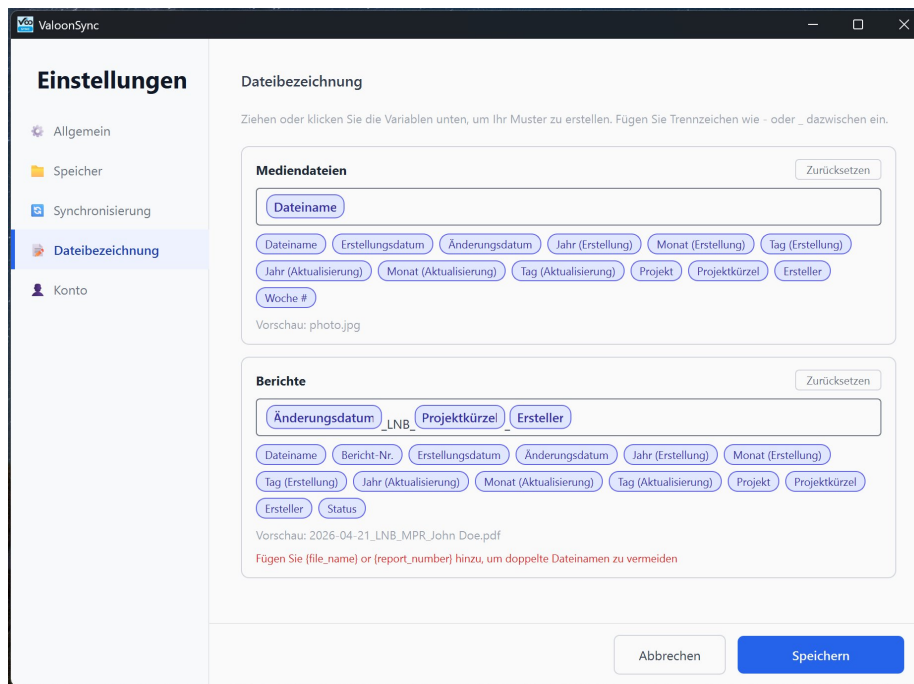 ValoonSync
Einstellungen
Allgemein
Speicher
Synchronisierung
Dateibezeichnung
Konto
Dateibezeichnung
Ziehen oder klicken Sie die Variablen unten, um Ihr Muster zu erstellen. Fügen Sie Trennzeichen wie - oder _ dazwischen ein.
Mediendateien Zurücksetzen
Dateiname
Dateiname Erstellungsdatum Änderungsdatum Jahr (Erstellung) Monat (Erstellung) Tag (Erstellung)
Jahr (Aktualisierung) Monat (Aktualisierung) Tag (Aktualisierung) Projekt Projektkürzel Ersteller
Woche #
Vorschau: photo.jpg
Berichte Zurücksetzen
Änderungsdatum _LNB_ Projektkürzel _ Ersteller
Dateiname Bericht-Nr. Erstellungsdatum Änderungsdatum Jahr (Erstellung) Monat (Erstellung)
Tag (Erstellung) Jahr (Aktualisierung) Monat (Aktualisierung) Tag (Aktualisierung) Projekt Projektkürzel
Ersteller Status
Vorschau: 2026-04-21_LNB_MPR_John Doe.pdf
Fügen Sie {file_name} or {report_number} hinzu, um doppelte Dateinamen zu vermeiden
Abbrechen Speichern